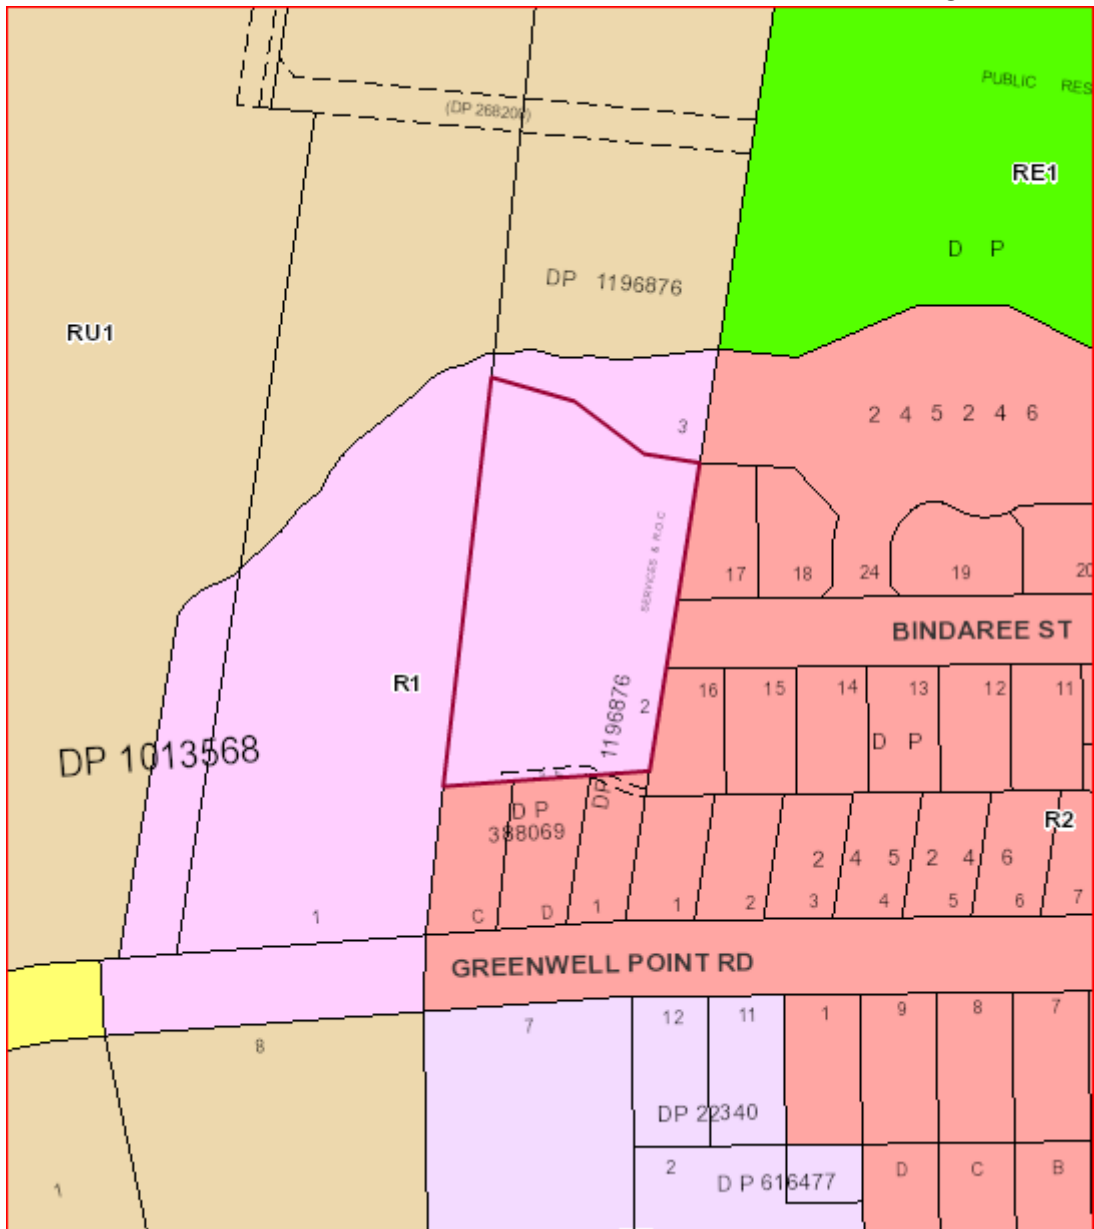 PUBLIC RES
(DP 268200)
RE1
D P
DP 1196876
RU1
2 4 5 2 4 6
3
SERVICES & R.O.C
17
18
24
19
20
BINDAREE ST
R1
16
15
14
13
12
11
2
DP 1196876
D P
DP 1013568
D P
388069
R2
2 4 5 2 4 6
C
D
1
1
2
3
4
5
6
7
1
GREENWELL POINT RD
7
12
11
1
9
8
7
8
DP 22340
2
D P 616477
D
C
B
1